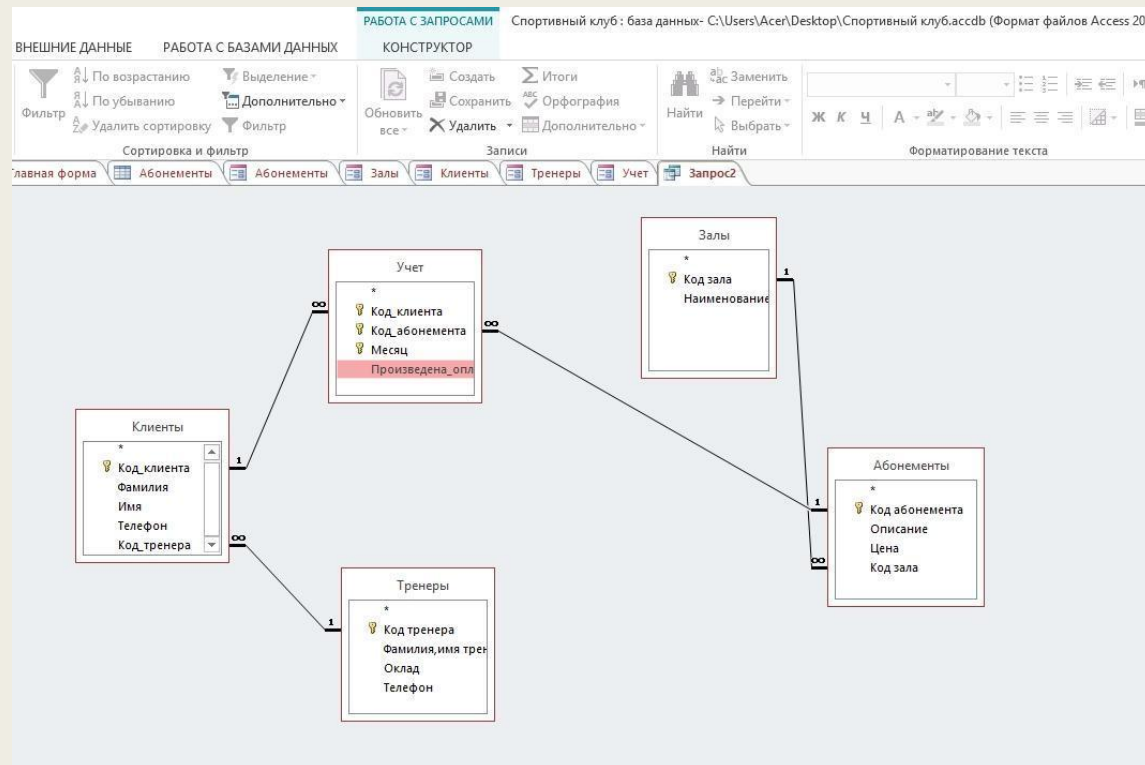 РАБОТА С ЗАПРОСАМИ Спортивный клуб : база данных- C:\Users\Acer\Desktop\Спортивный клуб.accdb (Формат файлов Access 20
ВНЕШНИЕ ДАННЫЕ РАБОТА С БАЗАМИ ДАННЫХ КОНСТРУКТОР
Фильтр
По возрастанию
По убыванию
Удалить сортировку
Выделение
Дополнительно
Фильтр
Сортировка и фильтр
Обновить
все
Создать
Сохранить
Удалить
Итоги
Орфография
Дополнительно
Записи
Найти
Заменить
Перейти
Выбрать
Найти
Ж К Ч А
Форматирование текста
лавная форма Абонементы Абонементы Залы Клиенты Тренеры Учет Запрос2
Учет
*
Код_клиента
Код_абонемента
Месяц
Произведена_опл
Залы
*
Код зала
Наименование
Клиенты
*
Код_клиента
Фамилия
Имя
Телефон
Код_тренера
Тренеры
*
Код тренера
Фамилия,имя трен
Оклад
Телефон
Абонементы
*
Код абонемента
Описание
Цена
Код зала
1
∞
∞
1
∞
1
1
∞